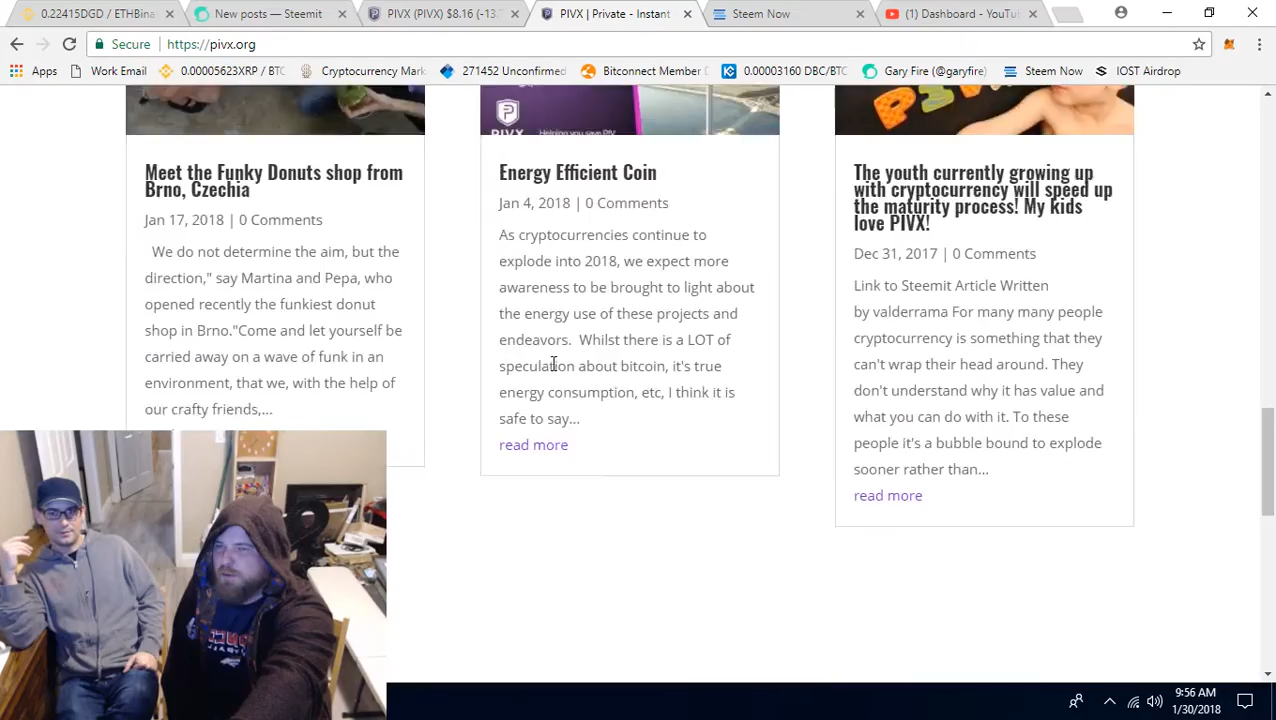 0.22415DGD / ETHBina
New posts — Steemit
PIVX (PIVX) $8.16 (-13.
PIVX | Private - Instant
Steem Now
(1) Dashboard - YouTu
Secure
https://pivx.org
Apps
Work Email
0.00005623XRP / BTC
Cryptocurrency Mark
271452 Unconfirmed
Bitconnect Member
0.00003160 DBC/BTC
Gary Fire (@garyfire)
Steem Now
IOST Airdrop
PIVX
Helping you save
Meet the Funky Donuts shop from
Brno, Czechia
Jan 17, 2018 | 0 Comments
We do not determine the aim, but the
direction," say Martina and Pepa, who
opened recently the funkiest donut
shop in Brno."Come and let yourself be
carried away on a wave of funk in an
environment, that we, with the help of
our crafty friends,...
Energy Efficient Coin
Jan 4, 2018 | 0 Comments
As cryptocurrencies continue to
explode into 2018, we expect more
awareness to be brought to light about
the energy use of these projects and
endeavors. Whilst there is a LOT of
speculation about bitcoin, it's true
energy consumption, etc, I think it is
safe to say...
read more
The youth currently growing up
with cryptocurrency will speed up
the maturity process! My kids
love PIVX!
Dec 31, 2017 | 0 Comments
Link to Steemit Article Written
by valderrama For many many people
cryptocurrency is something that they
can't wrap their head around. They
don't understand why it has value and
what you can do with it. To these
people it's a bubble bound to explode
sooner rather than...
read more
9:56 AM
1/30/2018